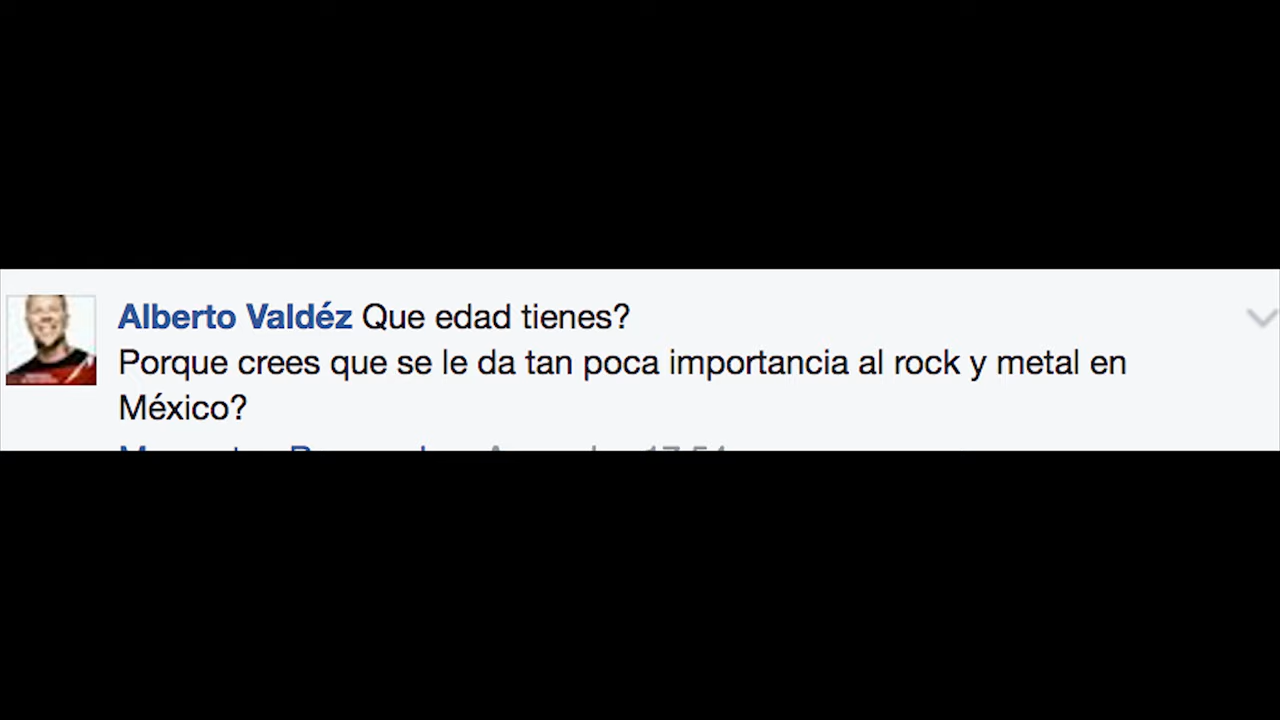 Alberto Valdéz Que edad tienes?
Porque crees que se le da tan poca importancia al rock y metal en
México?